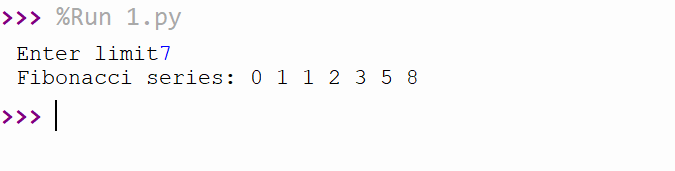 >>> %Run 1.py
Enter limit7
Fibonacci series: 0 1 1 2 3 5 8
>>>